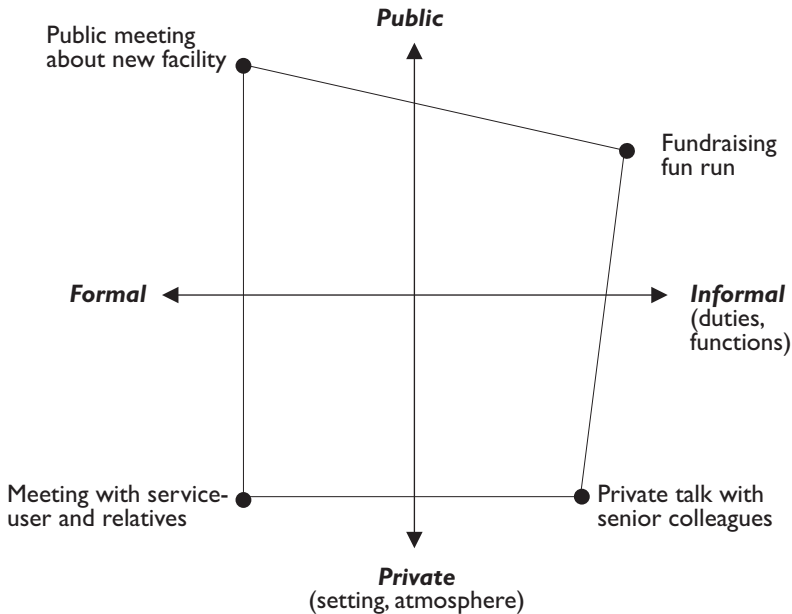 Public
Public meeting
about new facility
Fundraising
fun run
Formal
Informal
(duties,
functions)
Meeting with service-
user and relatives
Private talk with
senior colleagues
Private
(setting, atmosphere)